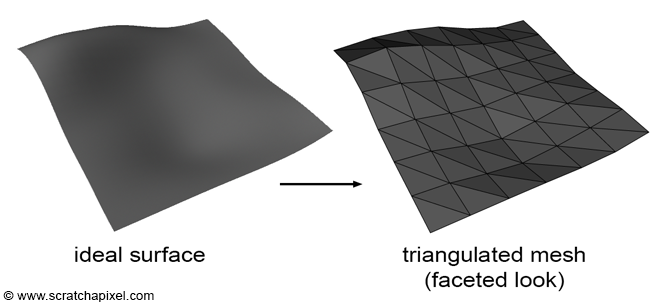 ideal surface
triangulated mesh
(faceted look)
© www.scratchapixel.com